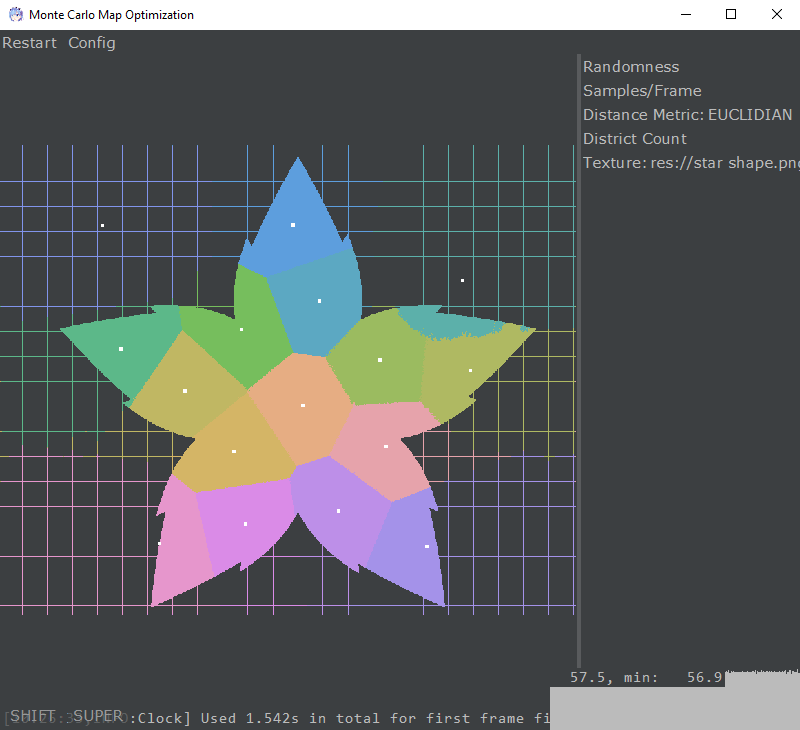 Monte Carlo Map Optimization
Restart Config
Randomness
Samples/Frame
Distance Metric: EUCLIDIAN
District Count
Texture: res://star shape.png
57.5, min: 56.9
SHIFT SUPER
:Clock] Used 1.542s in total for first frame fi